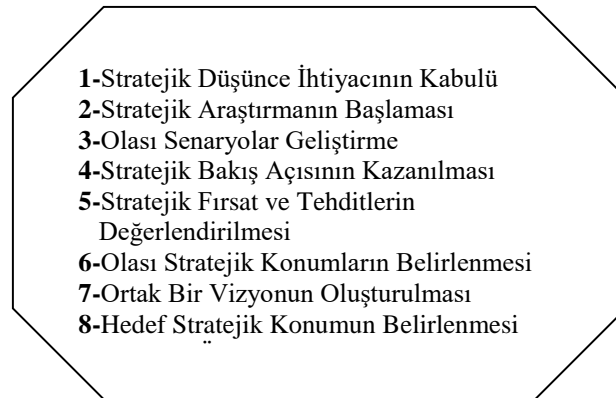 1-Stratejik Düşünce İhtiyacının Kabulü
2-Stratejik Araştırmanın Başlaması
3-Olası Senaryolar Geliştirme
4-Stratejik Bakış Açısının Kazanılması
5-Stratejik Fırsat ve Tehditlerin
Değerlendirilmesi
6-Olası Stratejik Konumların Belirlenmesi
7-Ortak Bir Vizyonun Oluşturulması
8-Hedef Stratejik Konumun Belirlenmesi